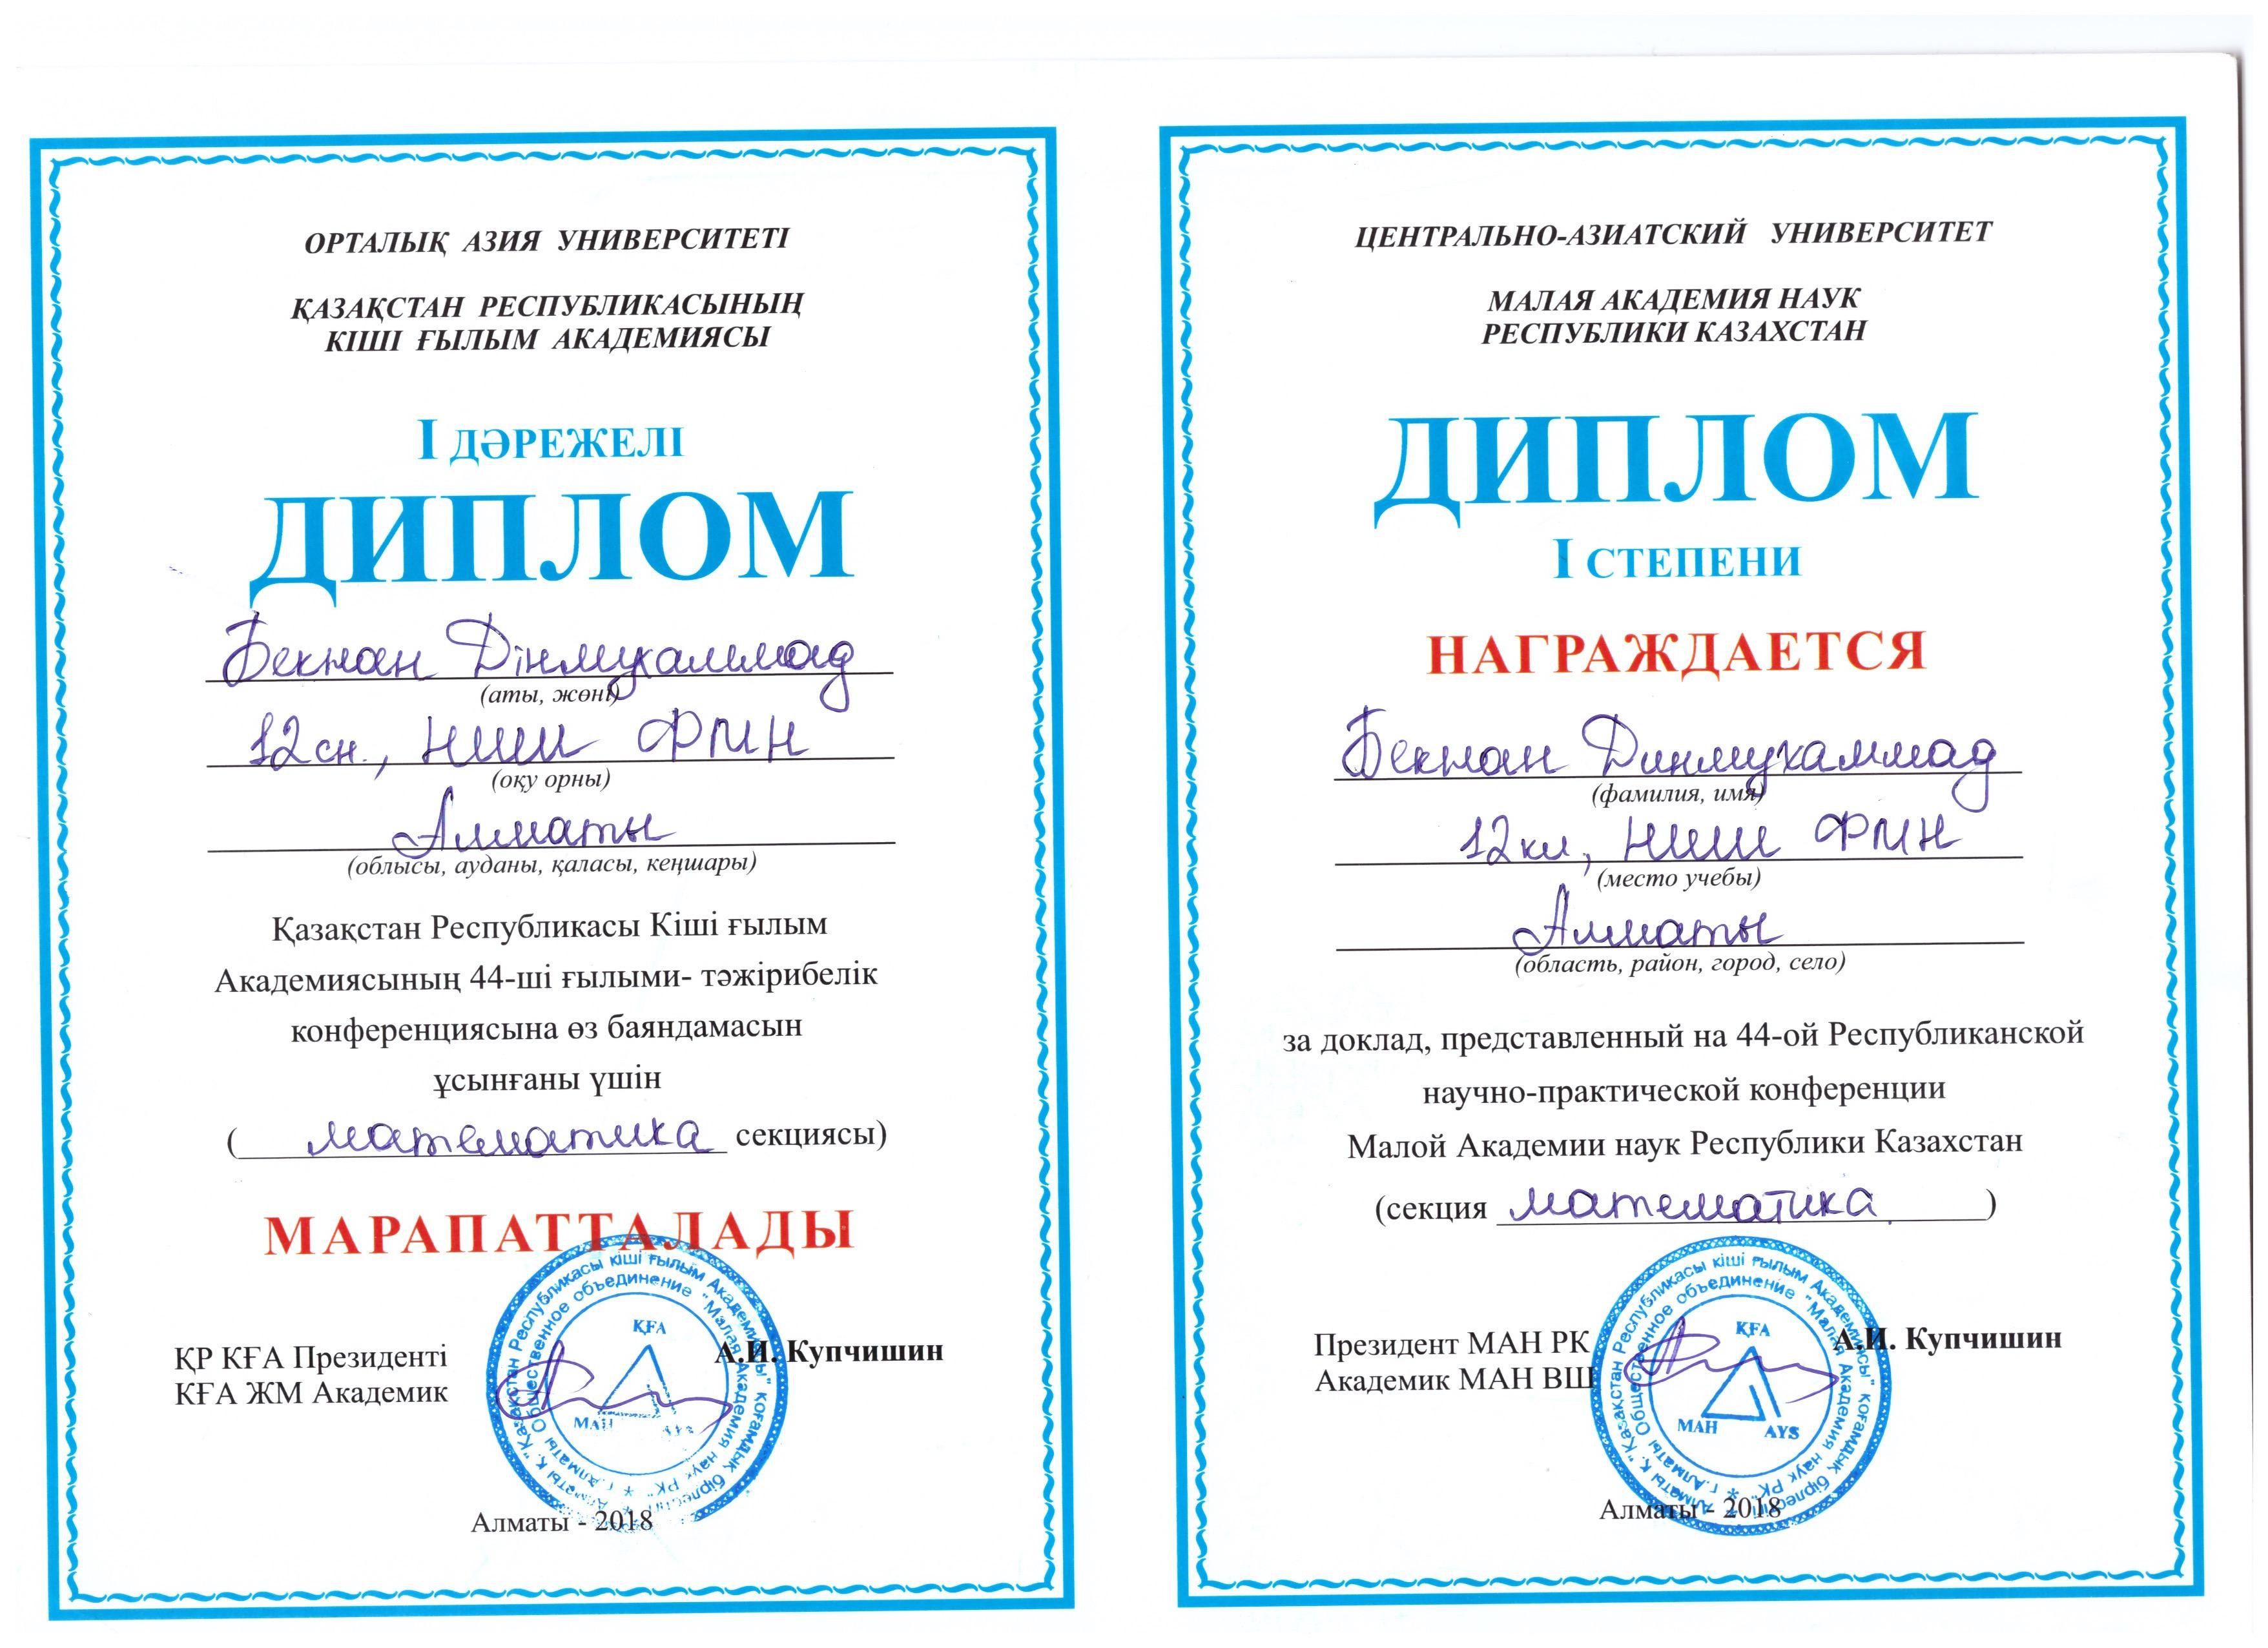 ОРТАЛЫҚ АЗИЯ УНИВЕРСИТЕТІ
ҚАЗАҚСТАН РЕСПУБЛИКАСЫНЫҢ
КІШІ ҒЫЛЫМ АКАДЕМИЯСЫ
I ДӘРЕЖЕЛІ
ДИПЛОМ
Бекнан Дінмухаммад
(аты, жөні)
12 сн., НИШ ФМН
(оқу орны)
Алматы
(облысы, ауданы, қаласы, кеңшары)
Қазақстан Республикасы Кіші ғылым
Академиясының 44-ші ғылыми- тәжірибелік
конференциясына өз баяндамасын
ұсынғаны үшін
( математика секциясы)
МАРАПАТТАЛАДЫ
ҚР КҒА Президенті
КҒА ЖМ Академик
А.И. Купчишин
"Қазақстан Республикасы кіші ғылым Академиясы" қоғамдық бірлестігі * Алматы қ.
Общественное объединение "Малая Академия наук РК" * г.Алматы
ҚҒА
МАН
Алматы - 2018
ЦЕНТРАЛЬНО-АЗИАТСКИЙ УНИВЕРСИТЕТ
МАЛАЯ АКАДЕМИЯ НАУК
РЕСПУБЛИКИ КАЗАХСТАН
ДИПЛОМ
I СТЕПЕНИ
НАГРАЖДАЕТСЯ
Бекнан Динмухаммад
(фамилия, имя)
12 кл, НИШ ФМН
(место учебы)
Алматы
(область, район, город, село)
за доклад, представленный на 44-ой Республиканской
научно-практической конференции
Малой Академии наук Республики Казахстан
(секция математика )
Президент МАН РК
Академик МАН ВШ
А.И. Купчишин
"Қазақстан Республикасы кіші ғылым Академиясы" қоғамдық бірлестігі * Алматы қ.
Общественное объединение "Малая Академия наук РК" * г.Алматы
ҚҒА
МАН AYS
Алматы - 2018